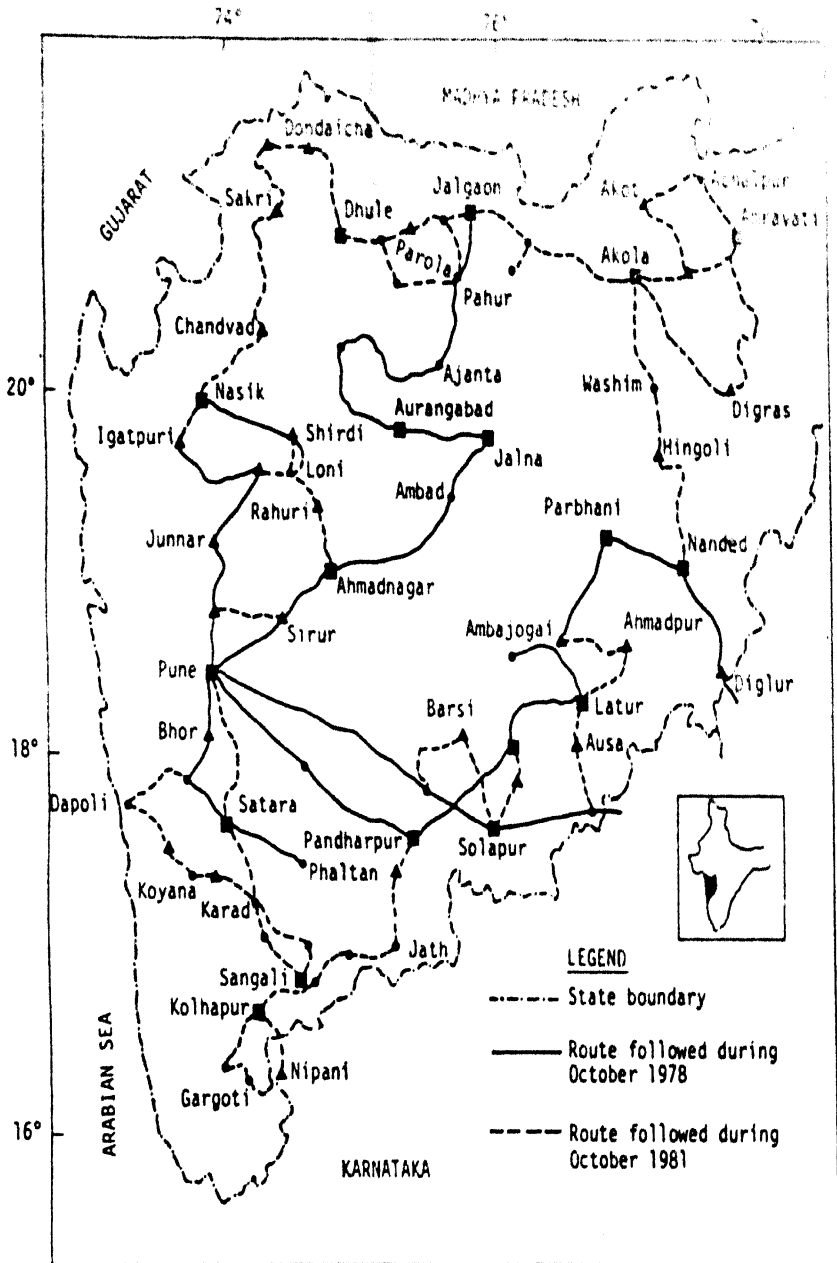 74°
76°
MADHYA PRADESH
Dondaicha
GUJARAT
Sakri
Dhule
Jalgaon
Akot
Achalpur
Amravati
Parola
Akola
Pahur
Chandvad
Ajanta
20°
Nasik
Washim
Digras
Aurangabad
Igatpuri
Shirdi
Jalna
Hingoli
Loni
Ambad
Rahuri
Parbhani
Junnar
Nanded
Ahmadnagar
Ambajogai
Ahmadpur
Sirur
Pune
Diglur
Barsi
Latur
Bhor
Ausa
18°
Dapoli
Satara
Pandharpur
Solapur
Phaltan
Koyana
Karad
Jath
LEGEND
Sangali
State boundary
Kolhapur
Route followed during
October 1978
ARABIAN SEA
Nipani
Gargoti
Route followed during
October 1981
16°
KARNATAKA